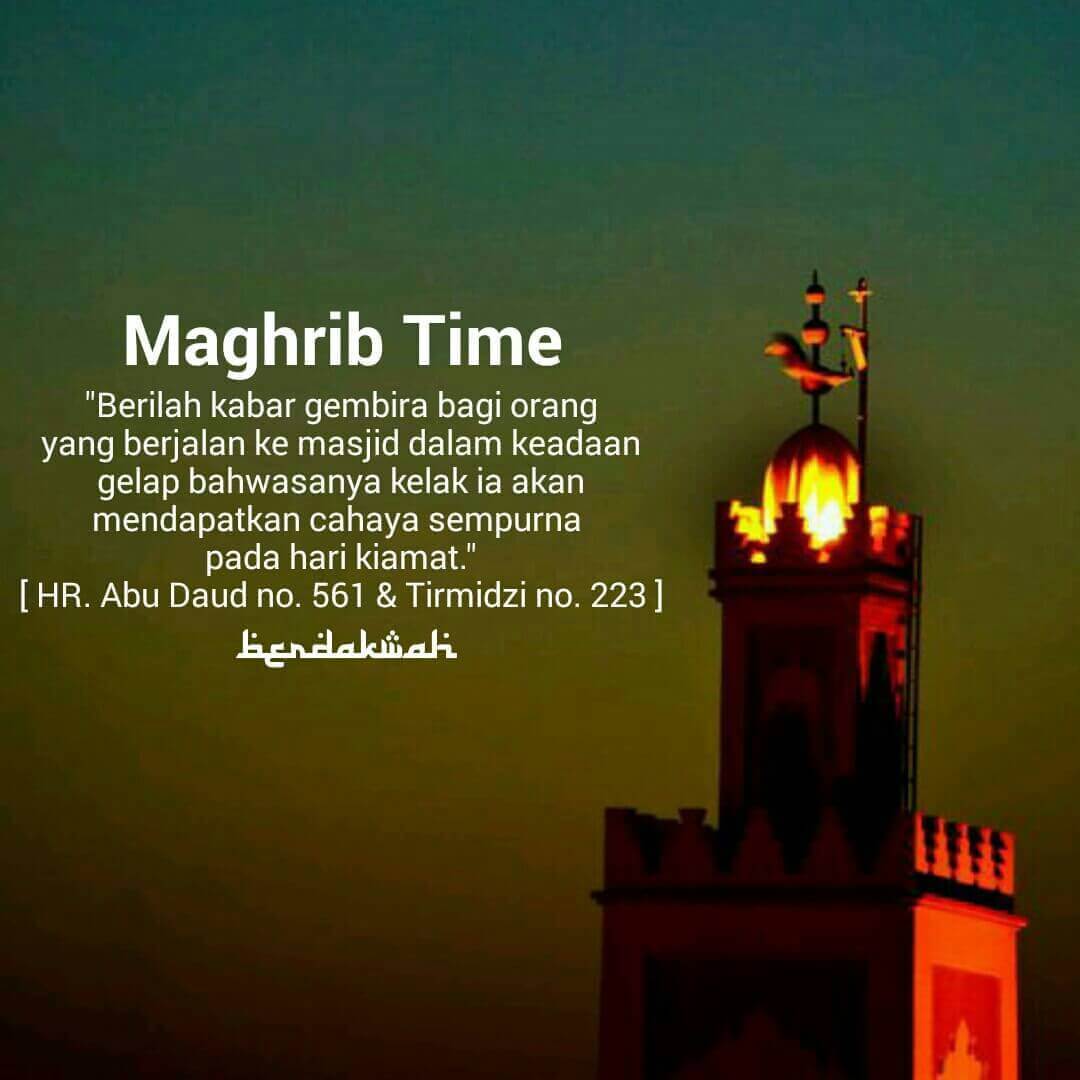 Maghrib Time
"Berilah kabar gembira bagi orang
yang berjalan ke masjid dalam keadaan
gelap bahwasanya kelak ia akan
mendapatkan cahaya sempurna
pada hari kiamat."
[ HR. Abu Daud no. 561 & Tirmidzi no. 223 ]
berdakwah